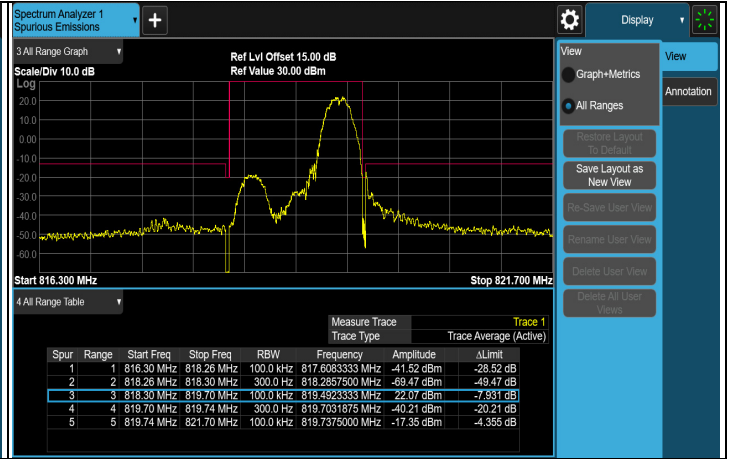 Spectrum Analyzer 1
Spurious Emissions
+
Display
3 All Range Graph
Ref Lvl Offset 15.00 dB
Scale/Div 10.0 dB
Ref Value 30.00 dBm
Log
20.0
10.0
0.00
-10.0
-20.0
-30.0
-40.0
-50.0
-60.0
Start 816.300 MHz
Stop 821.700 MHz
View
Graph+Metrics
All Ranges
Restore Layout
To Default
Save Layout as
New View
Re-Save User View
Rename User View
Delete User View
Delete All User
Views
View
Annotation
4 All Range Table
Measure Trace Trace 1
Trace Type Trace Average (Active)
Spur Range Start Freq Stop Freq RBW Frequency Amplitude ΔLimit
1 1 816.30 MHz 818.26 MHz 100.0 kHz 817.6083333 MHz -41.52 dBm -28.52 dB
2 2 818.26 MHz 818.30 MHz 300.0 Hz 818.2857500 MHz -69.47 dBm -49.47 dB
3 3 818.30 MHz 819.70 MHz 100.0 kHz 819.4923333 MHz 22.07 dBm -7.931 dB
4 4 819.70 MHz 819.74 MHz 300.0 Hz 819.7031875 MHz -40.21 dBm -20.21 dB
5 5 819.74 MHz 821.70 MHz 100.0 kHz 819.7375000 MHz -17.35 dBm -4.355 dB